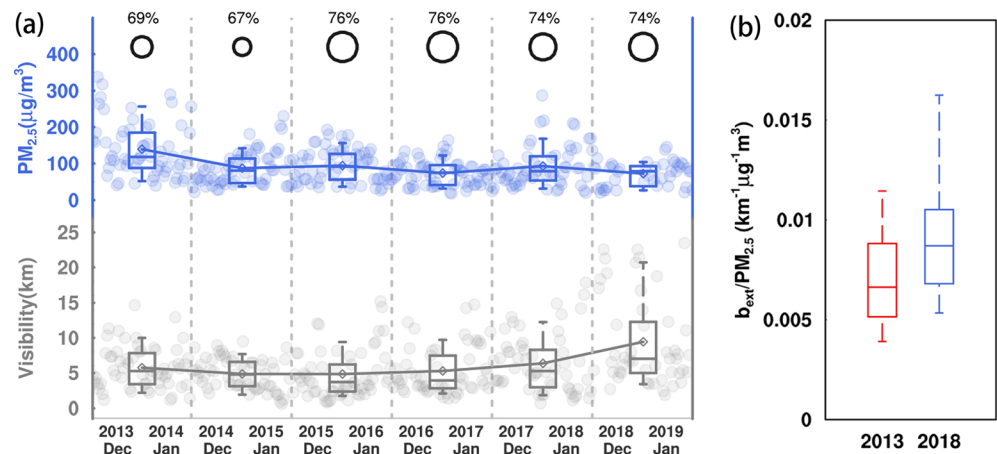 (a)
69% 67% 76% 76% 74% 74%
PM2.5(μg/m³)
400
300
200
100
0
Visibility(km)
25
20
15
10
5
0
2013 2014 2014 2015 2015 2016 2016 2017 2017 2018 2018 2019
Dec Jan Dec Jan Dec Jan Dec Jan Dec Jan Dec Jan
(b)
bext/PM2.5 (km⁻¹μg⁻¹m³)
0.02
0.015
0.01
0.005
0
2013 2018